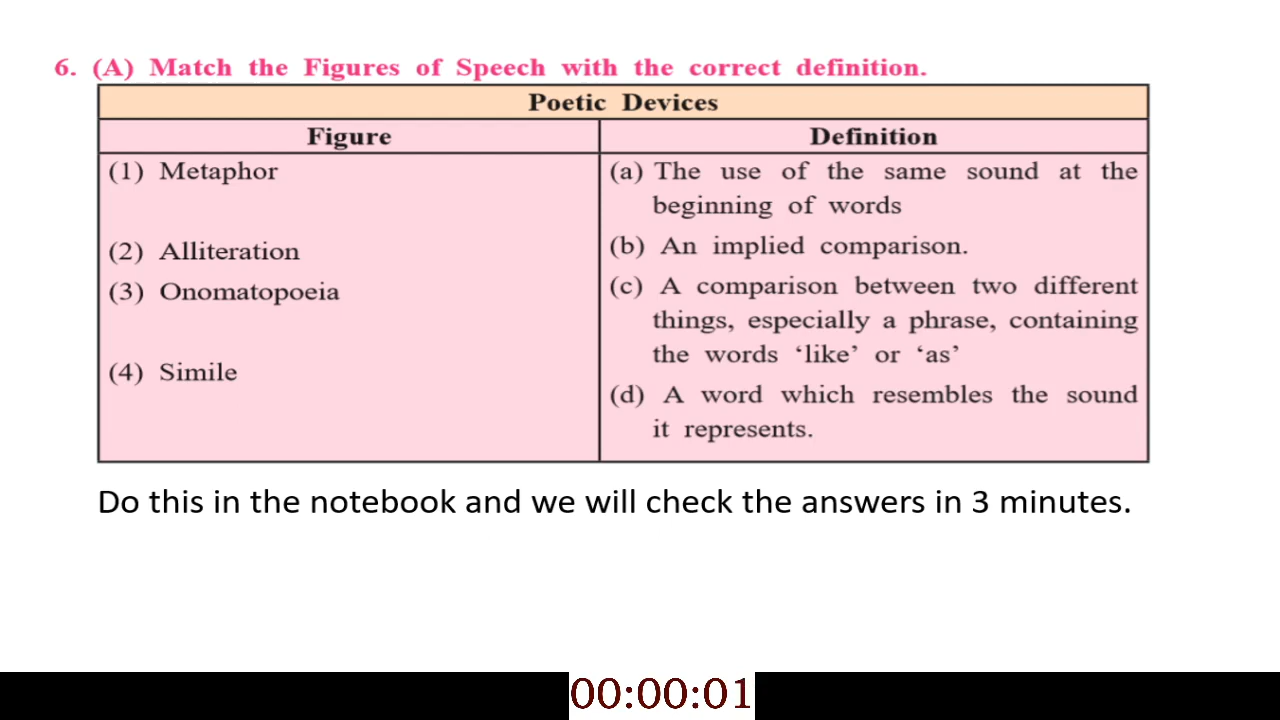 6. (A) Match the Figures of Speech with the correct definition.
Poetic Devices
Figure
Definition
(1) Metaphor
(2) Alliteration
(3) Onomatopoeia
(4) Simile
(a) The use of the same sound at the
beginning of words
(b) An implied comparison.
(c) A comparison between two different
things, especially a phrase, containing
the words ‘like’ or ‘as’
(d) A word which resembles the sound
it represents.
Do this in the notebook and we will check the answers in 3 minutes.
00:00:01